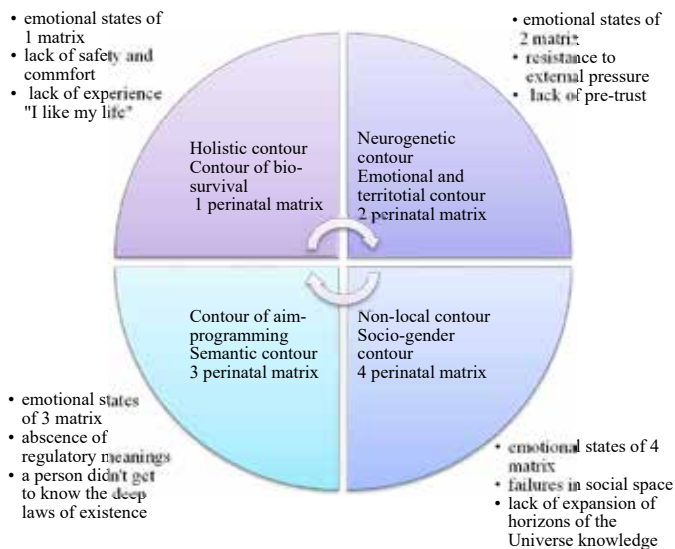 • emotional states of
1 matrix
• lack of safety and
commfort
• lack of experience
"I like my life"
• emotional states of
2 matrix
• resistance to
external pressure
• lack of pre-trust
Holistic contour
Contour of bio-
survival
1 perinatal matrix
Neurogenetic
contour
Emotional and
territotial contour
2 perinatal matrix
Contour of aim-
programming
Semantic contour
3 perinatal matrix
Non-local contour
Socio-gender
contour
4 perinatal matrix
• emotional states
of 3 matrix
• abscence of
regulatory meanings
• a person didn't get
to know the deep
laws of existence
• emotional states of 4
matrix
• failures in social space
• lack of expansion of
horizons of the
Universe knowledge